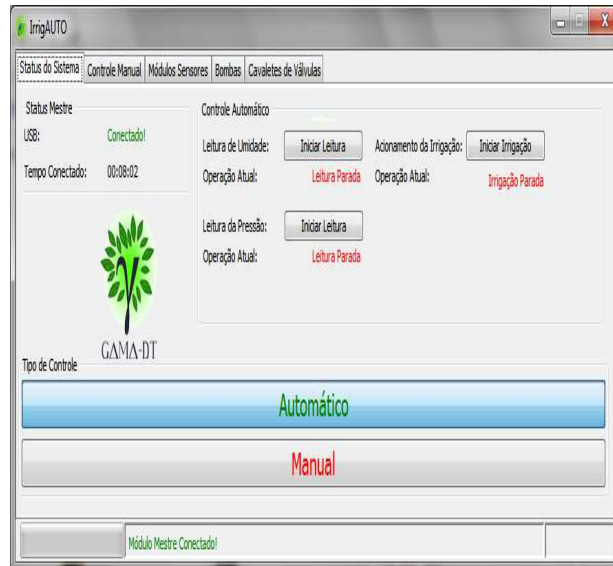 IrrigAUTO
Status do Sistema Controle Manual Módulos Sensores Bombas Cavaletes de Válvulas
Status Mestre
USB: Conectado!
Tempo Conectado: 00:08:02
Controle Automático
Leitura de Umidade: Iniciar Leitura Acionamento da Irrigação: Iniciar Irrigação
Operação Atual: Leitura Parada Operação Atual: Irrigação Parada
Leitura da Pressão: Iniciar Leitura
Operação Atual: Leitura Parada
GAMA-DT
Tipo de Controle
Automático
Manual
Módulo Mestre Conectado!